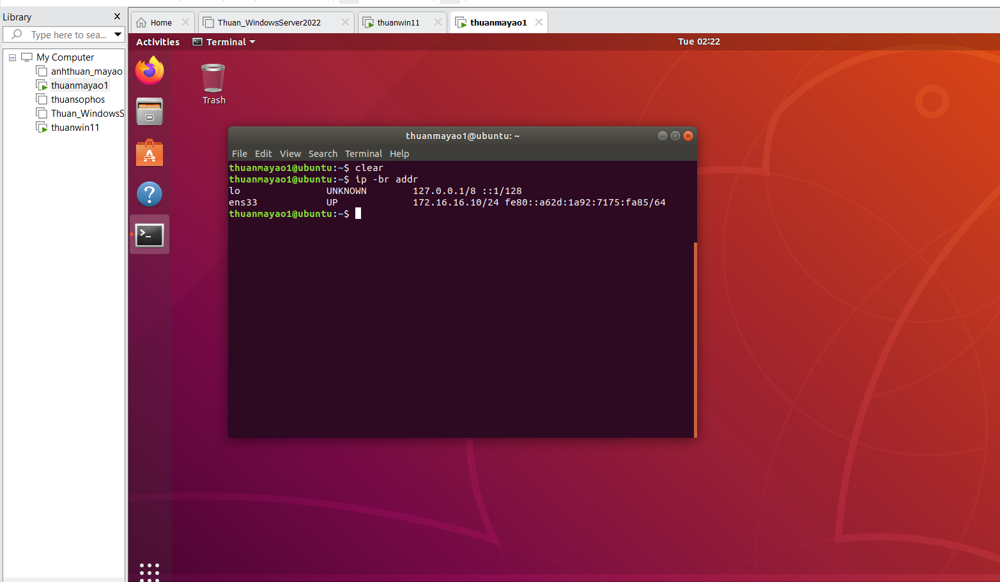 Library
Type here to sea...
My Computer
anhthuan_mayao
thuanmayao1
thuansophos
Thuan_WindowsS
thuanwin11
Home
Thuan_WindowsServer2022
thuanwin11
thuanmayao1
Activities
Terminal
Tue 02:22
Trash
thuanmayao1@ubuntu: ~
File Edit View Search Terminal Help
thuanmayao1@ubuntu:~$ clear
thuanmayao1@ubuntu:~$ ip -br addr
lo UNKNOWN 127.0.0.1/8 ::1/128
ens33 UP 172.16.16.10/24 fe80::a62d:1a92:7175:fa85/64
thuanmayao1@ubuntu:~$